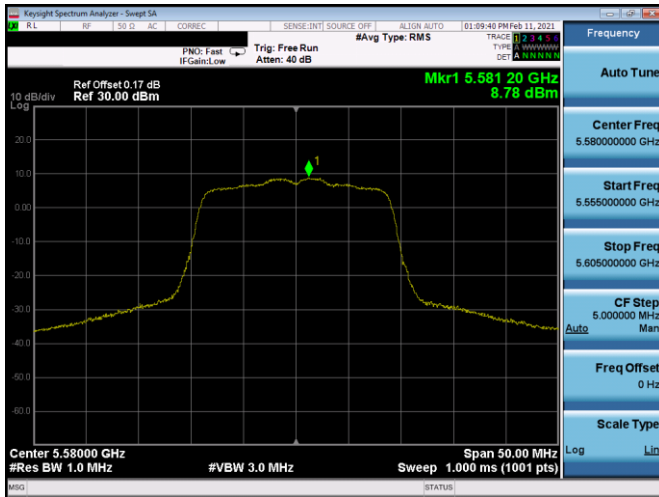 Keysight Spectrum Analyzer - Swept SA
RL RF 50 Ω AC CORREC SENSE:INT SOURCE OFF ALIGN AUTO 01:09:40 PM Feb 11, 2021
#Avg Type: RMS TRACE 1 2 3 4 5 6
PNO: Fast Trig: Free Run TYPE A WWWWW
IFGain:Low Atten: 40 dB DET A N N N N N
Frequency
Auto Tune
Ref Offset 0.17 dB Mkr1 5.581 20 GHz
10 dB/div Ref 30.00 dBm 8.78 dBm
Log
1
20.0
10.0
0.00
-10.0
-20.0
-30.0
-40.0
-50.0
-60.0
Center Freq
5.580000000 GHz
Start Freq
5.555000000 GHz
Stop Freq
5.605000000 GHz
CF Step
5.000000 MHz
Auto Man
Freq Offset
0 Hz
Scale Type
Log Lin
Center 5.58000 GHz Span 50.00 MHz
#Res BW 1.0 MHz #VBW 3.0 MHz Sweep 1.000 ms (1001 pts)
MSG STATUS